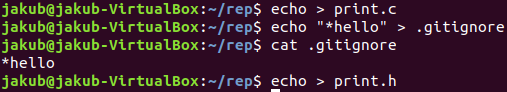 jakub@jakub-VirtualBox:~/rep$ echo > print.c
jakub@jakub-VirtualBox:~/rep$ echo "*hello" > .gitignore
jakub@jakub-VirtualBox:~/rep$ cat .gitignore
*hello
jakub@jakub-VirtualBox:~/rep$ echo > print.h